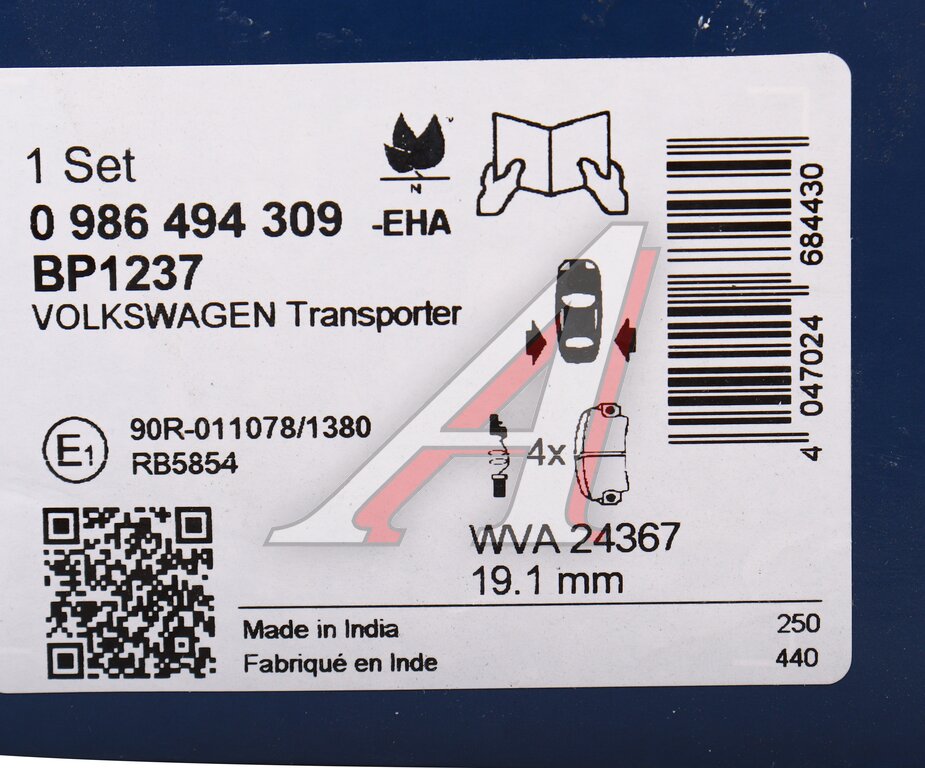 1 Set
N
0 986 494 309 -EHA
BP1237
VOLKSWAGEN Transporter
E1
90R-011078/1380
RB5854
4x
WVA 24367
19.1 mm
4 047024 684430
Made in India
Fabriqué en Inde
250
440